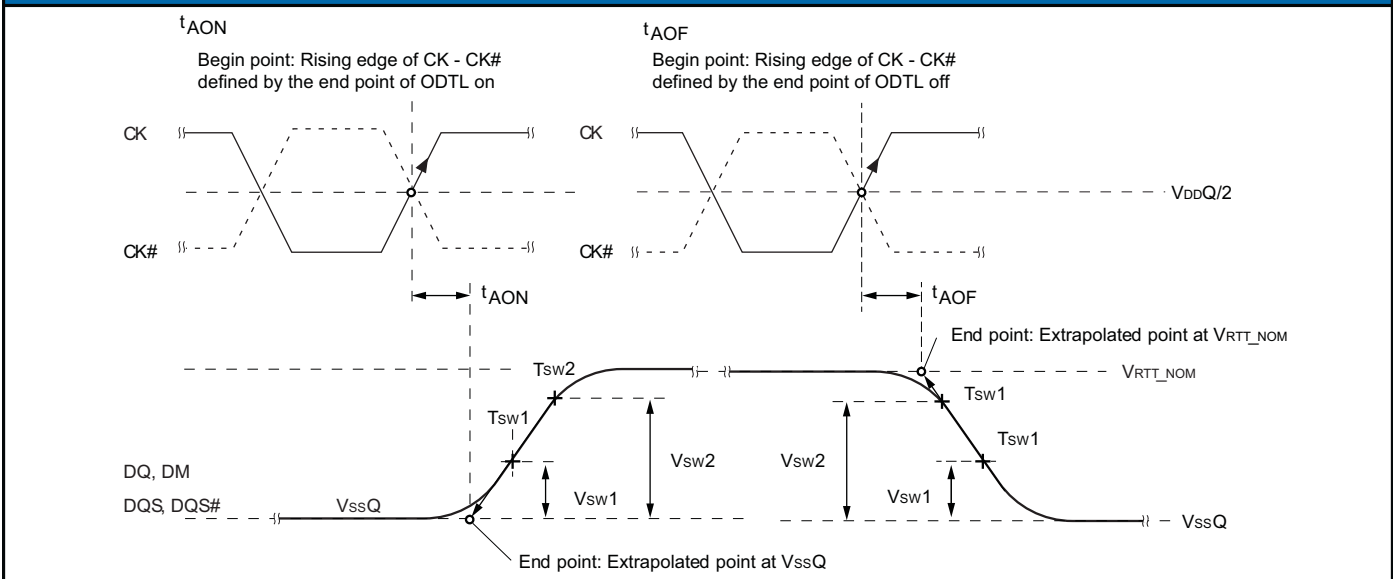 tAON
Begin point: Rising edge of CK - CK#
defined by the end point of ODTL on
tAOF
Begin point: Rising edge of CK - CK#
defined by the end point of ODTL off
CK
CK
VDDQ/2
CK#
CK#
tAON
tAOF
End point: Extrapolated point at VRTT_NOM
TSW2
VRTT_NOM
TSW1
TSW1
TSW1
DQ, DM
VSW2
VSW2
DQS, DQS#
VSSQ
VSW1
VSW1
VSSQ
End point: Extrapolated point at VSSQ